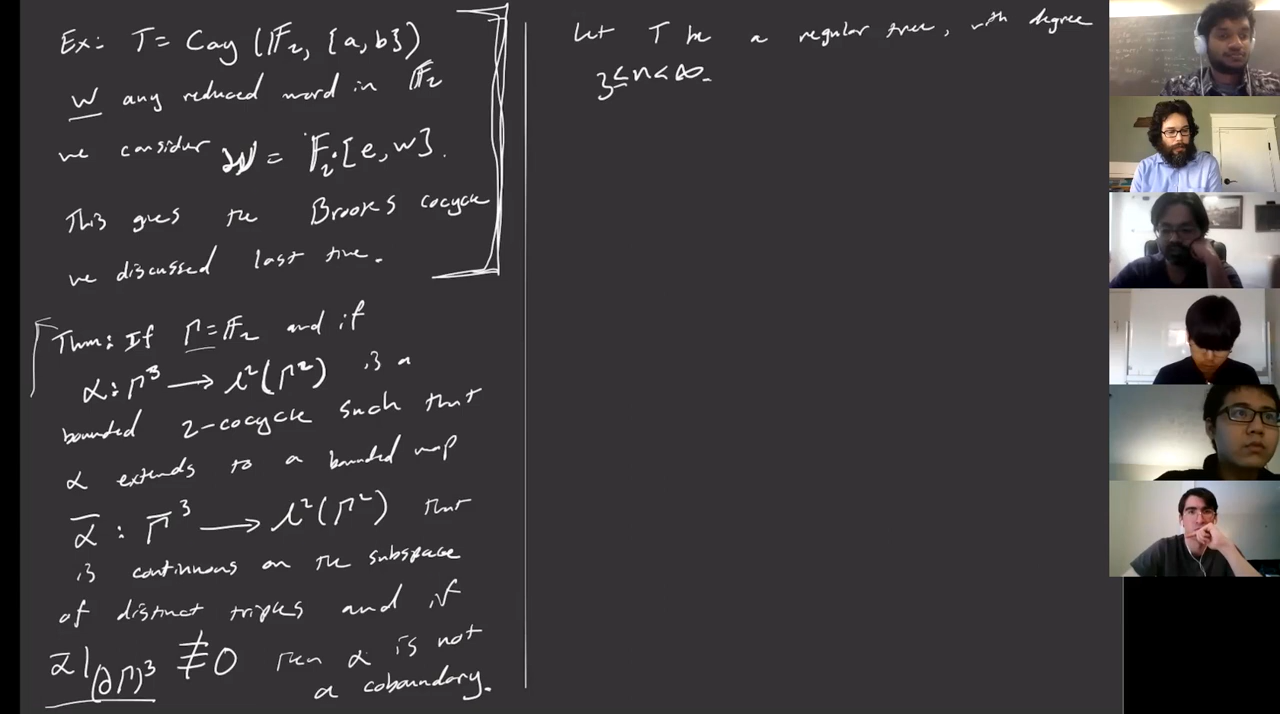 Ex: T = Cay (𝔽₂, {a,b})
w any reduced word in 𝔽₂
we consider 𝒲 = 𝔽₂·[e,w].
This gives the Brooks cocycle
we discussed last time.
Thm: If Γ=𝔽₂ and if
α: Γ³ → ℓ²(Γ²) is a
bounded 2-cocycle such that
α extends to a bounded map
ᾱ : Γ̄³ → ℓ²(Γ²) that
is continuous on the subspace
of distinct triples and if
ᾱ|(∂Γ)³ ≢ 0 then α is not
a coboundary.
Let T be a regular tree, with degree
3≤n<∞.